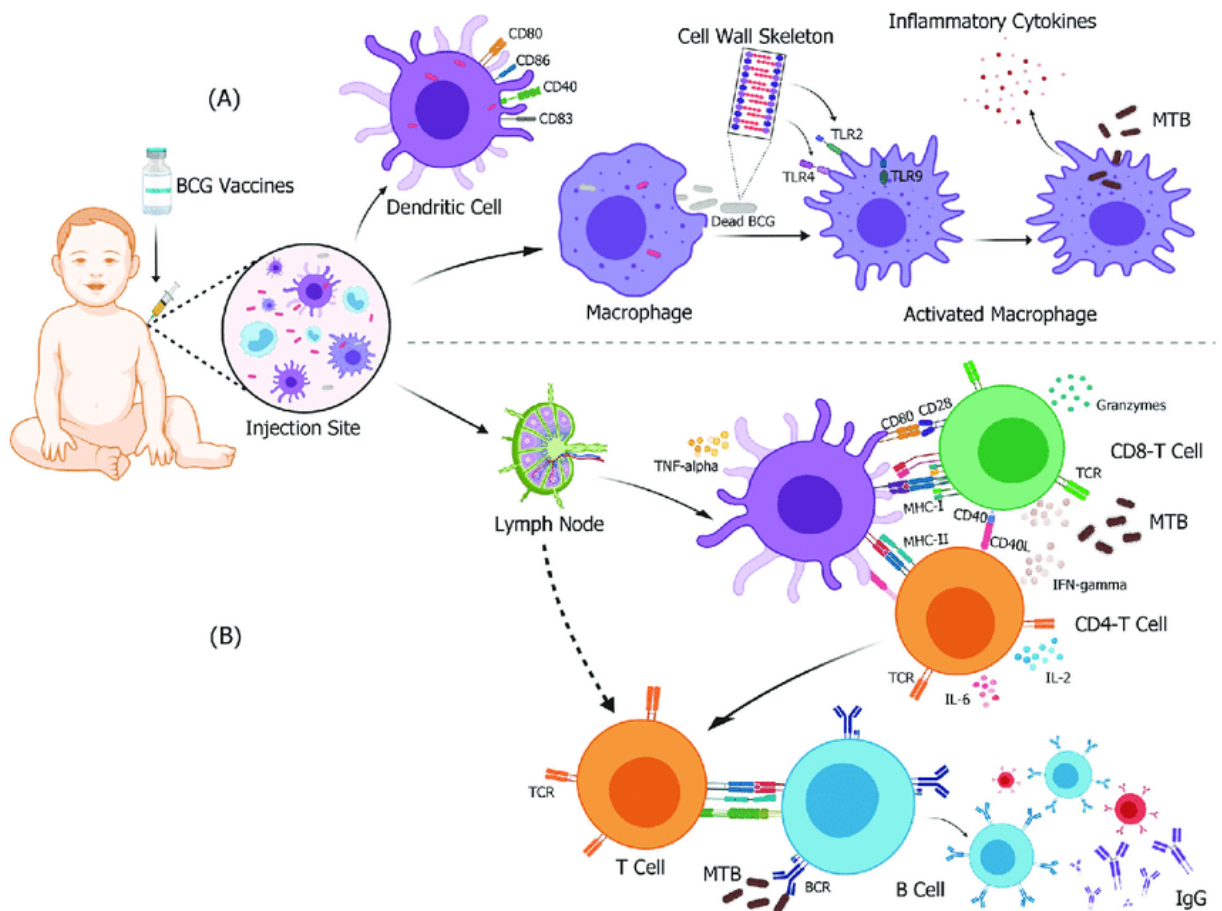 Inflammatory Cytokines
Cell Wall Skeleton
CD80
CD86
CD40
CD83
(A)
MTB
TLR2
TLR4
TLR9
BCG Vaccines
Dendritic Cell
Dead BCG
Macrophage
Activated Macrophage
Injection Site
CD80
CD28
Granzymes
TNF-alpha
CD8-T Cell
TCR
MHC-I
Lymph Node
CD40
MTB
MHC-II
CD40L
IFN-gamma
CD4-T Cell
(B)
TCR
IL-2
IL-6
TCR
T Cell
MTB
BCR
B Cell
IgG